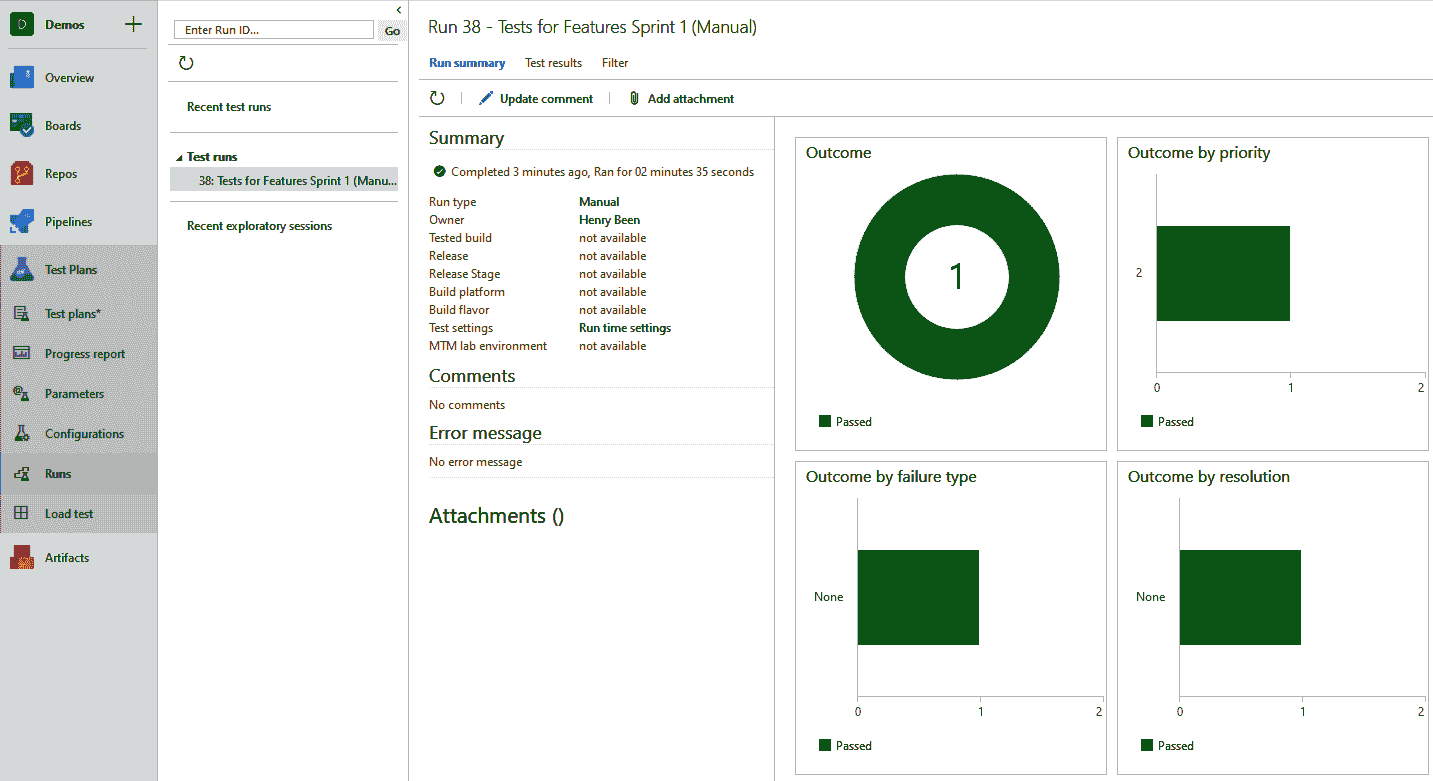 D Demos
Overview
Boards
Repos
Pipelines
Test Plans
Test plans*
Progress report
Parameters
Configurations
Runs
Load test
Artifacts
Enter Run ID... Go
Recent test runs
Test runs
38: Tests for Features Sprint 1 (Manu...
Recent exploratory sessions
Run 38 - Tests for Features Sprint 1 (Manual)
Run summary Test results Filter
Update comment Add attachment
Summary
Completed 3 minutes ago, Ran for 02 minutes 35 seconds
Run type Manual
Owner Henry Been
Tested build not available
Release not available
Release Stage not available
Build platform not available
Build flavor not available
Test settings Run time settings
MTM lab environment not available
Comments
No comments
Error message
No error message
Attachments ()
Outcome
1
Passed
Outcome by priority
2
0 1 2
Passed
Outcome by failure type
None
0 1 2
Passed
Outcome by resolution
None
0 1 2
Passed